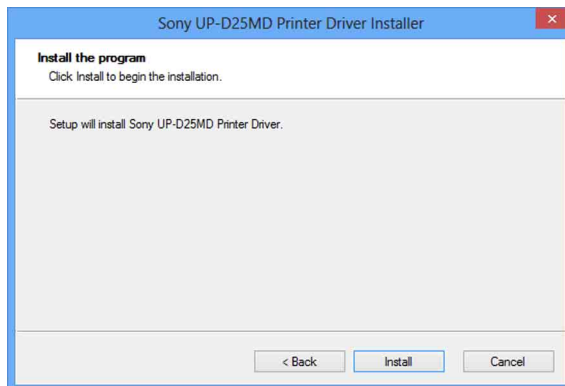 Sony UP-D25MD Printer Driver Installer
Install the program
Click Install to begin the installation.
Setup will install Sony UP-D25MD Printer Driver.
< Back Install Cancel